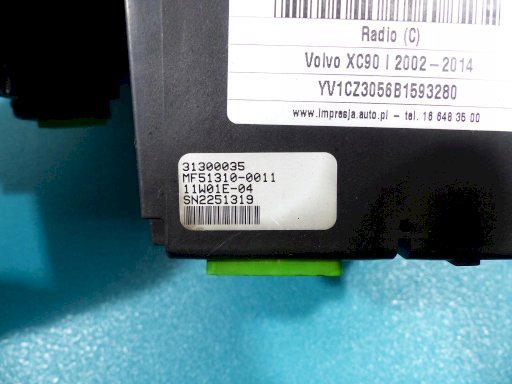 Radio (C)
Volvo XC90 I 2002-2014
YV1CZ3056B1593280
www.impresja.auto.pl - tel. 16 648 35 00
31300035
MF51310-0011
11W01E-04
SN2251319